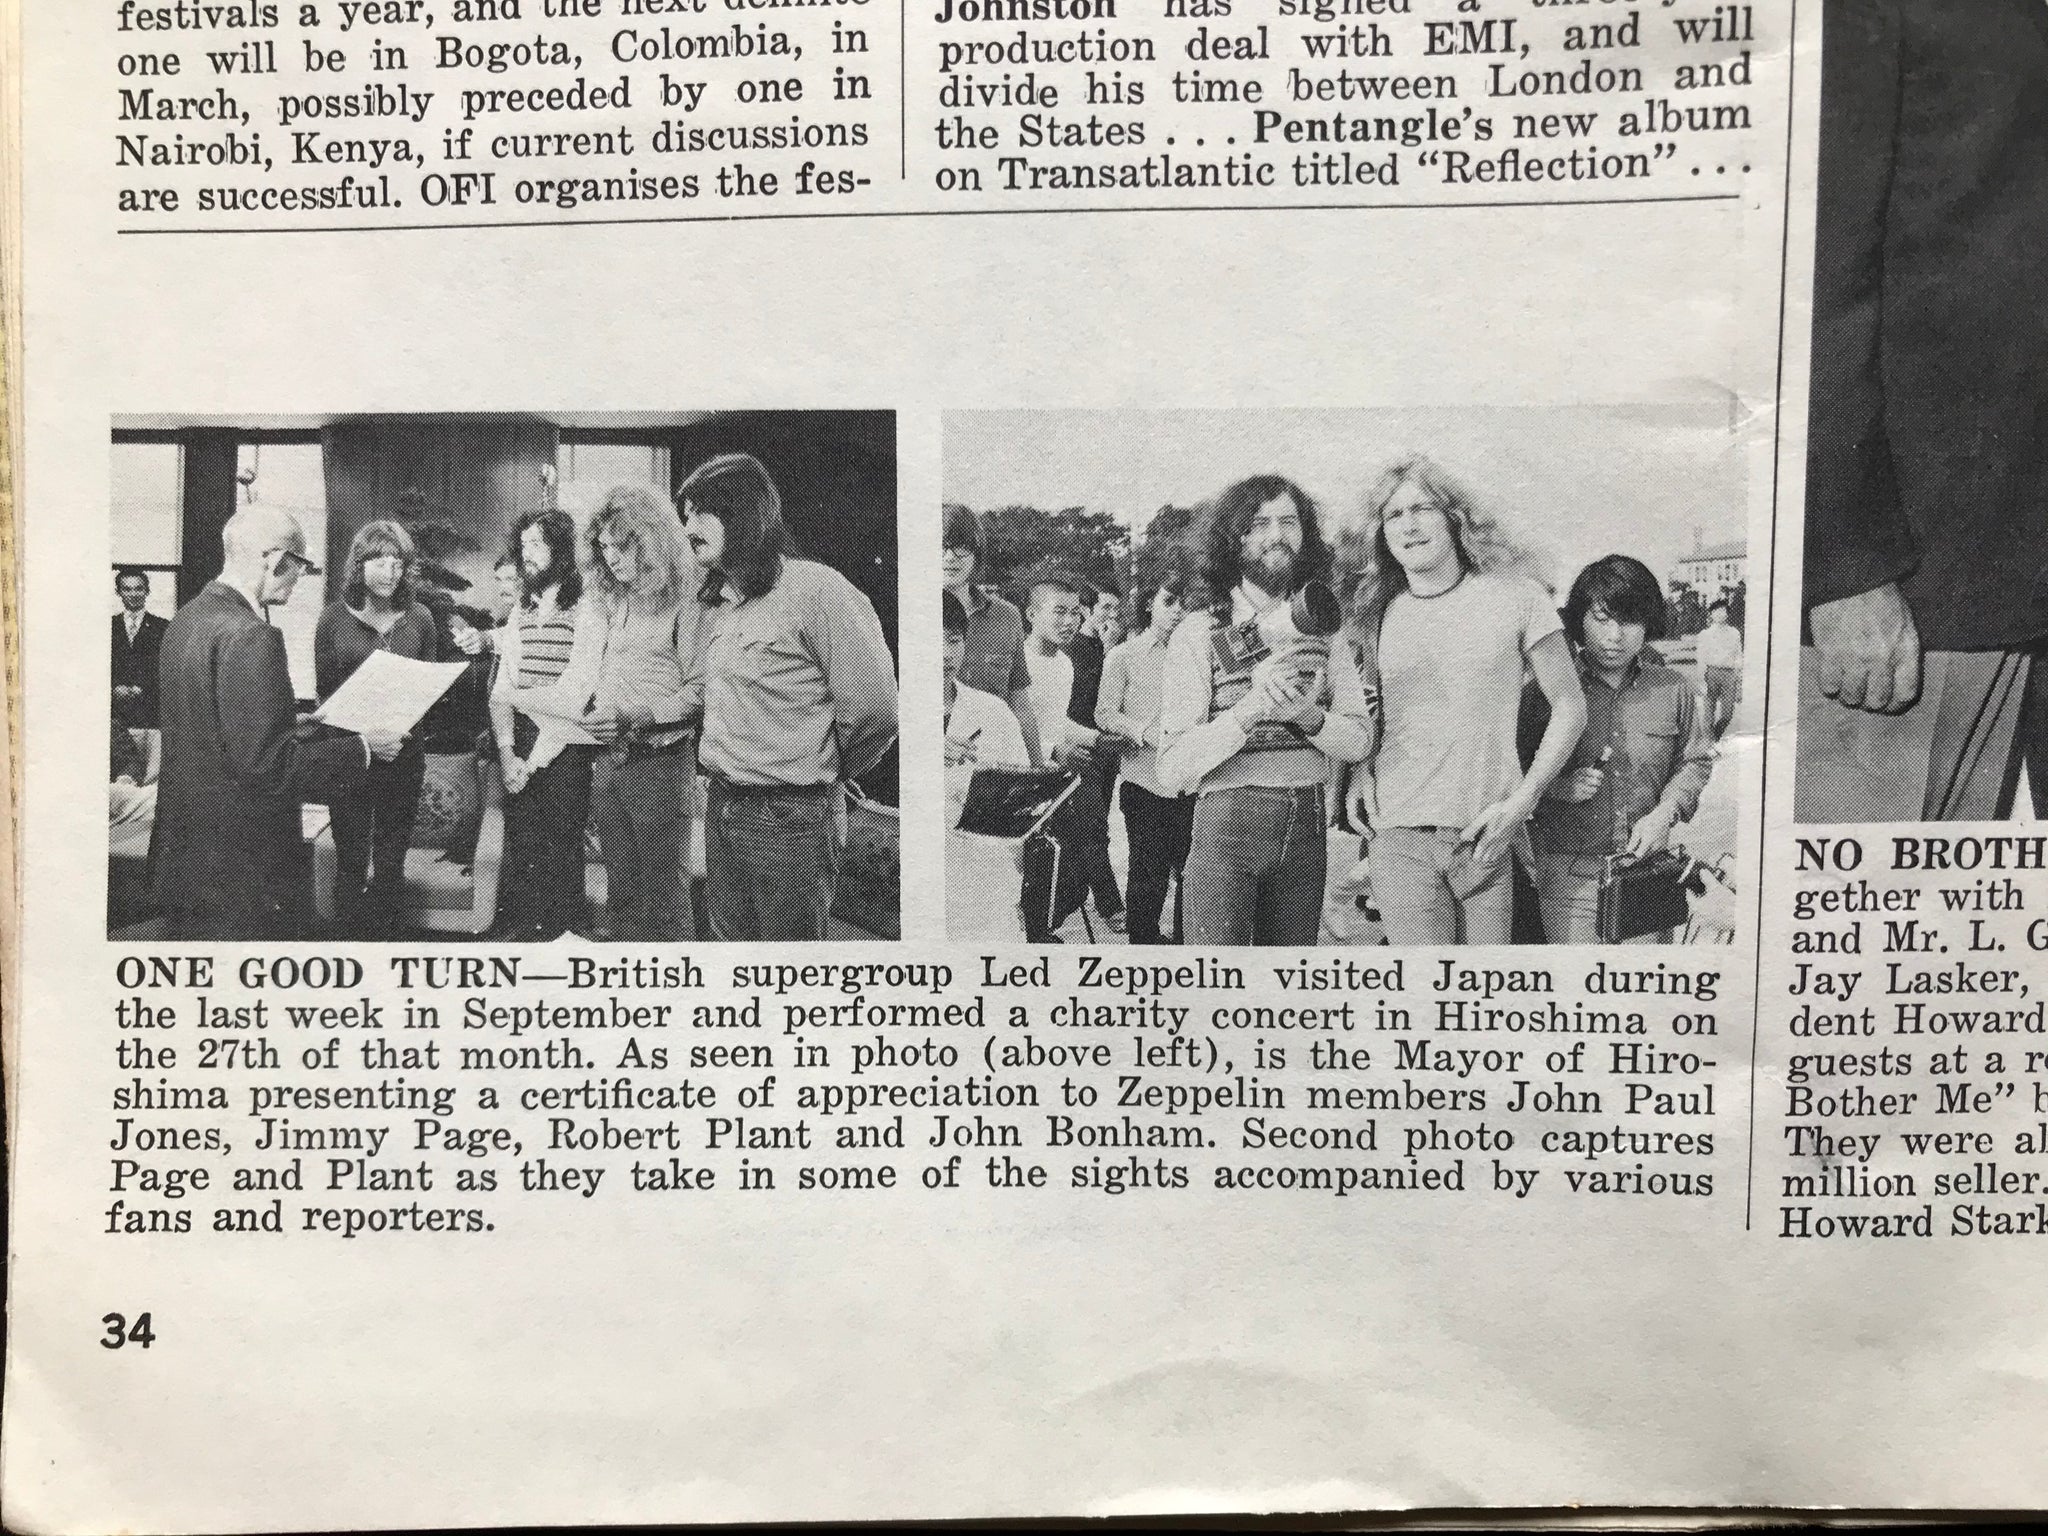 festivals a year, and the next definite
one will be in Bogota, Colombia, in
March, possibly preceded by one in
Nairobi, Kenya, if current discussions
are successful. OFI organises the fes-
Johnston has signed a
production deal with EMI, and will
divide his time between London and
the States . . . Pentangle's new album
on Transatlantic titled “Reflection” . . .
ONE GOOD TURN—British supergroup Led Zeppelin visited Japan during
the last week in September and performed a charity concert in Hiroshima on
the 27th of that month. As seen in photo (above left), is the Mayor of Hiro-
shima presenting a certificate of appreciation to Zeppelin members John Paul
Jones, Jimmy Page, Robert Plant and John Bonham. Second photo captures
Page and Plant as they take in some of the sights accompanied by various
fans and reporters.
NO BROTH
gether with
and Mr. L. G
Jay Lasker,
dent Howard
guests at a re
Bother Me” b
They were al
million seller.
Howard Stark
34